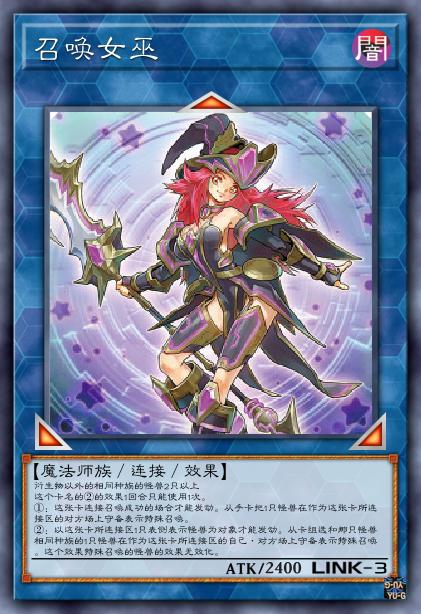 召唤女巫
闇
【魔法师族／连接／效果】
衍生物以外的相同种族的怪兽2只以上
这个卡名的②的效果1回合只能使用1次。
①：这张卡连接召唤成功的场合才能发动。从手卡把1只怪兽在作为这张卡所连
接区的对方场上守备表示特殊召唤。
②：以这张卡所连接区1只表侧表示怪兽为对象才能发动。从卡组选和那只怪兽
相同种族的1只怪兽在作为这张卡所连接区的自己·对方场上守备表示特殊召唤
。这个效果特殊召唤的怪兽的效果无效化。
ATK/2400 LINK-3